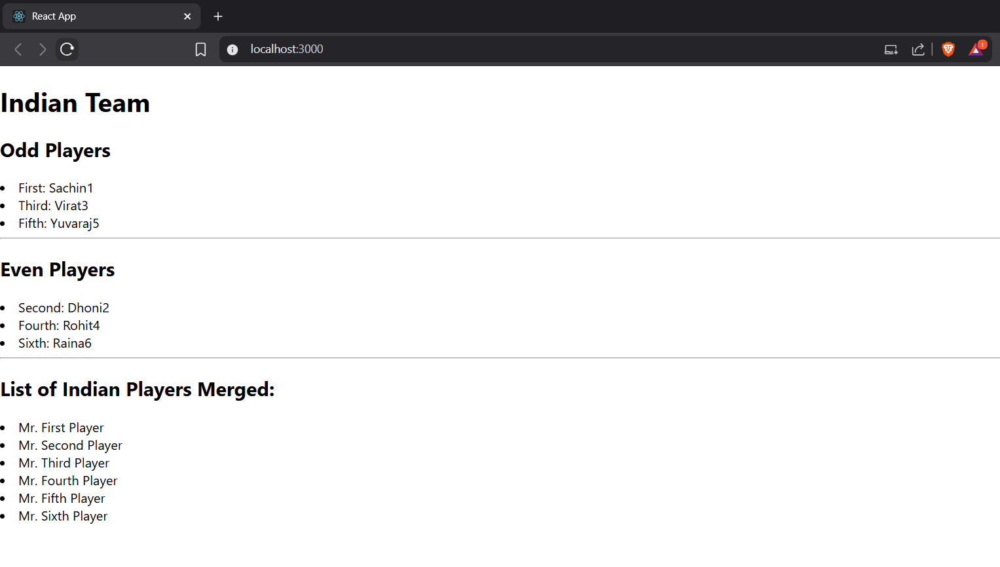 React App
localhost:3000
1
Indian Team
Odd Players
First: Sachin1
Third: Virat3
Fifth: Yuvaraj5
Even Players
Second: Dhoni2
Fourth: Rohit4
Sixth: Raina6
List of Indian Players Merged:
Mr. First Player
Mr. Second Player
Mr. Third Player
Mr. Fourth Player
Mr. Fifth Player
Mr. Sixth Player